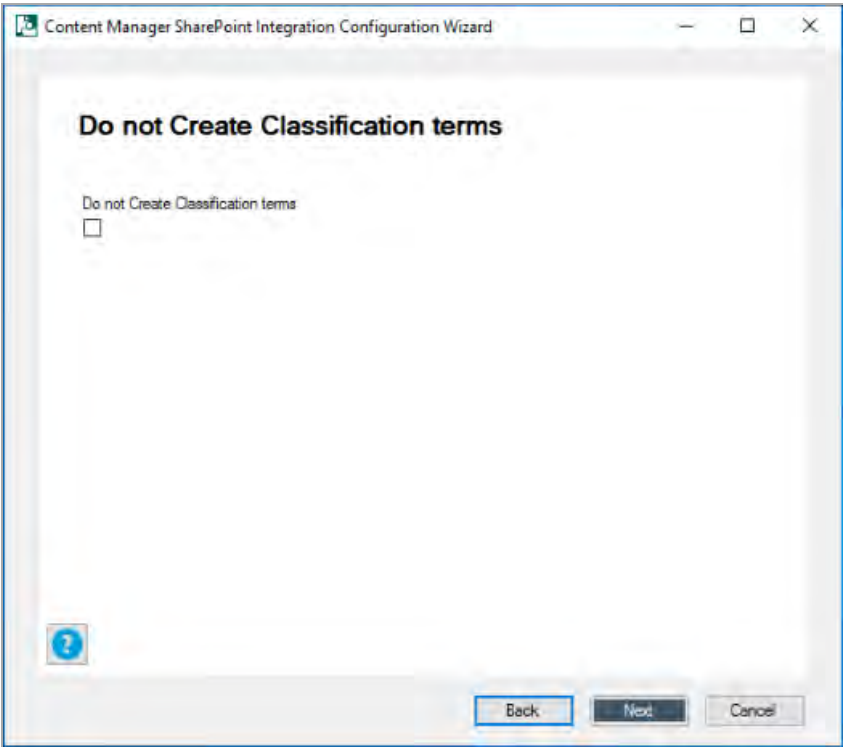 Content Manager SharePoint Integration Configuration Wizard
Do not Create Classification terms
Do not Create Classification terms
?
Back Next Cancel